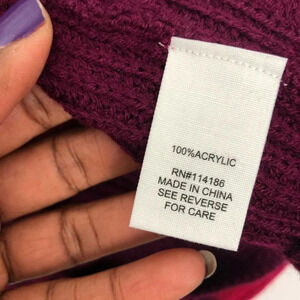 100%ACRYLIC
RN#114186
MADE IN CHINA
SEE REVERSE
FOR CARE